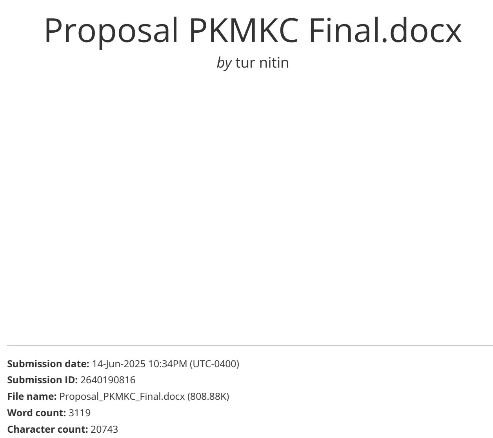 Proposal PKMKC Final.docx
by tur nitin
Submission date: 14-Jun-2025 10:34PM (UTC-0400)
Submission ID: 2640190816
File name: Proposal_PKMKC_Final.docx (808.88K)
Word count: 3119
Character count: 20743